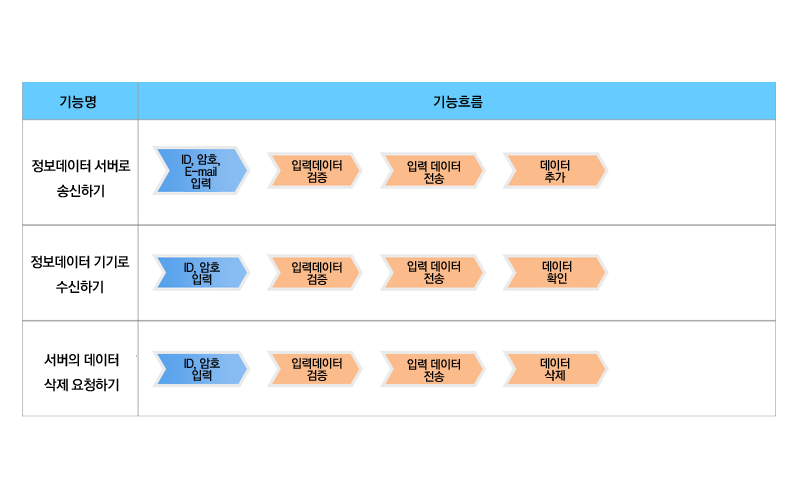 기능명
기능흐름
정보데이터 서버로
송신하기
ID, 암호,
E-mail
입력
입력데이터
검증
입력 데이터
전송
데이터
추가
정보데이터 기기로
수신하기
ID, 암호
입력
입력데이터
검증
입력 데이터
전송
데이터
확인
서버의 데이터
삭제 요청하기
ID, 암호
입력
입력데이터
검증
입력 데이터
전송
데이터
삭제